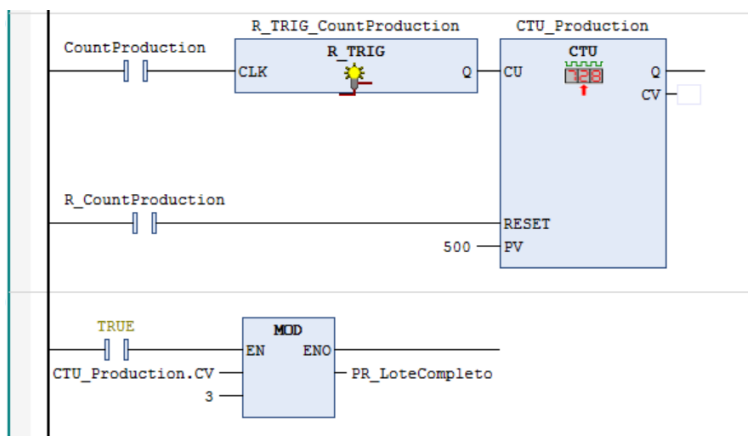 R_TRIG_CountProduction CTU_Production
CountProduction R_TRIG CTU
CLK Q CU 128 Q
CV
R_CountProduction
RESET
500 PV
TRUE MOD
EN ENO
CTU_Production.CV PR_LoteCompleto
3